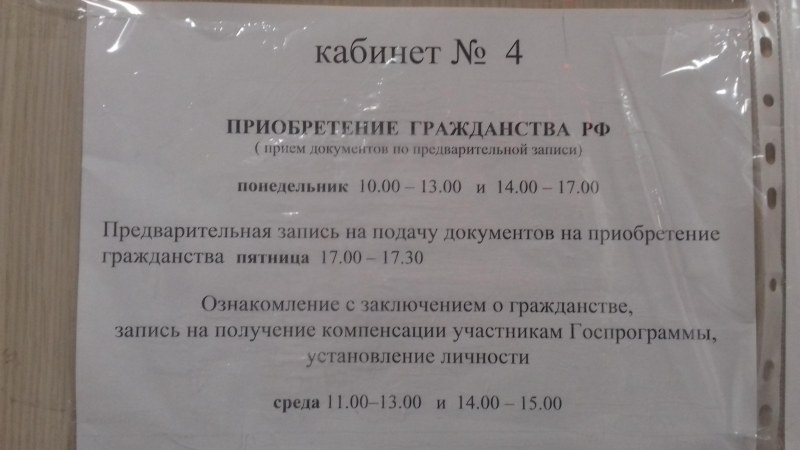 кабинет № 4
ПРИОБРЕТЕНИЕ ГРАЖДАНСТВА РФ
( прием документов по предварительной записи)
понедельник 10.00 – 13.00 и 14.00 – 17.00
Предварительная запись на подачу документов на приобретение
гражданства пятница 17.00 – 17.30
Ознакомление с заключением о гражданстве,
запись на получение компенсации участникам Госпрограммы,
установление личности
среда 11.00–13.00 и 14.00 – 15.00